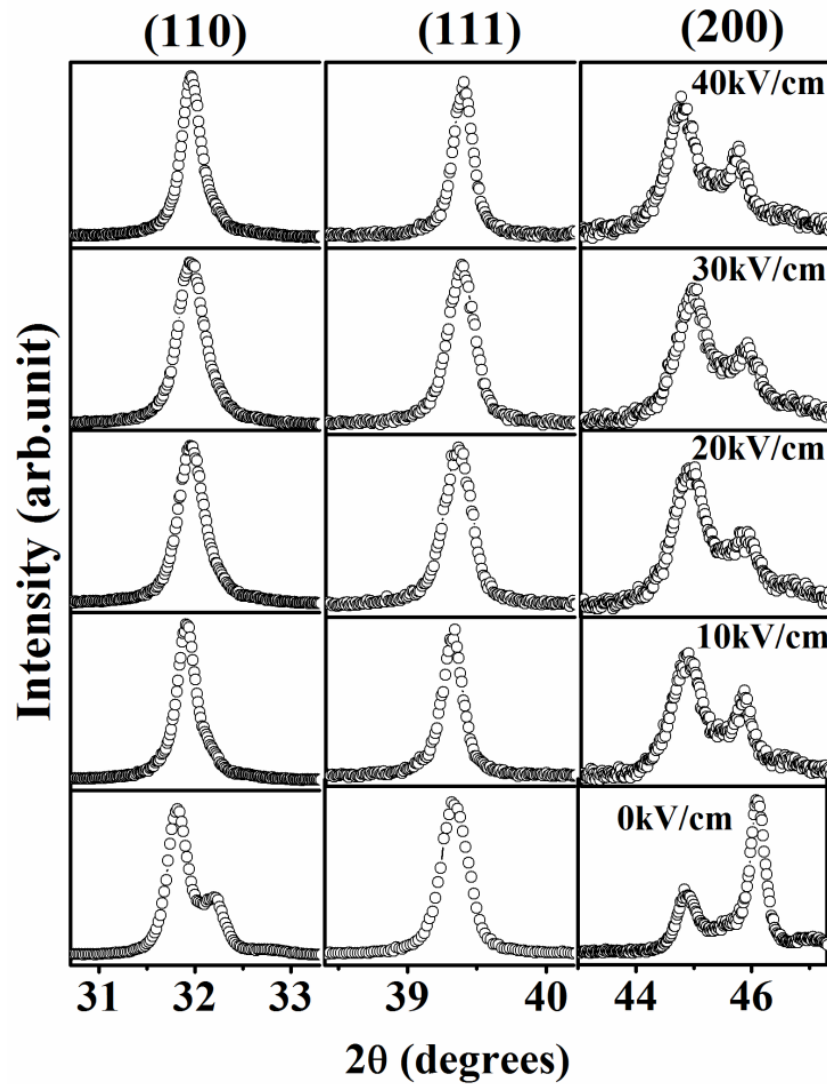 (110) (111) (200)
40kV/cm
30kV/cm
20kV/cm
10kV/cm
0kV/cm
Intensity (arb.unit)
31 32 33 39 40 44 46
2θ (degrees)